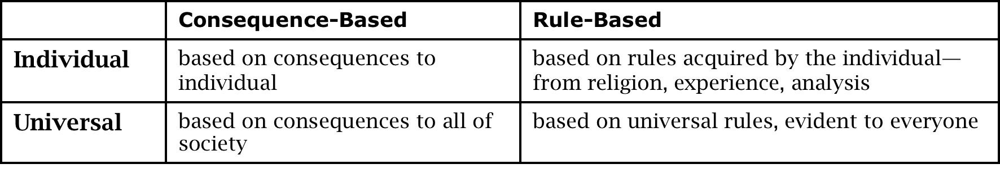 Consequence-Based
Rule-Based
Individual
based on consequences to
individual
based on rules acquired by the individual—
from religion, experience, analysis
Universal
based on consequences to all of
society
based on universal rules, evident to everyone